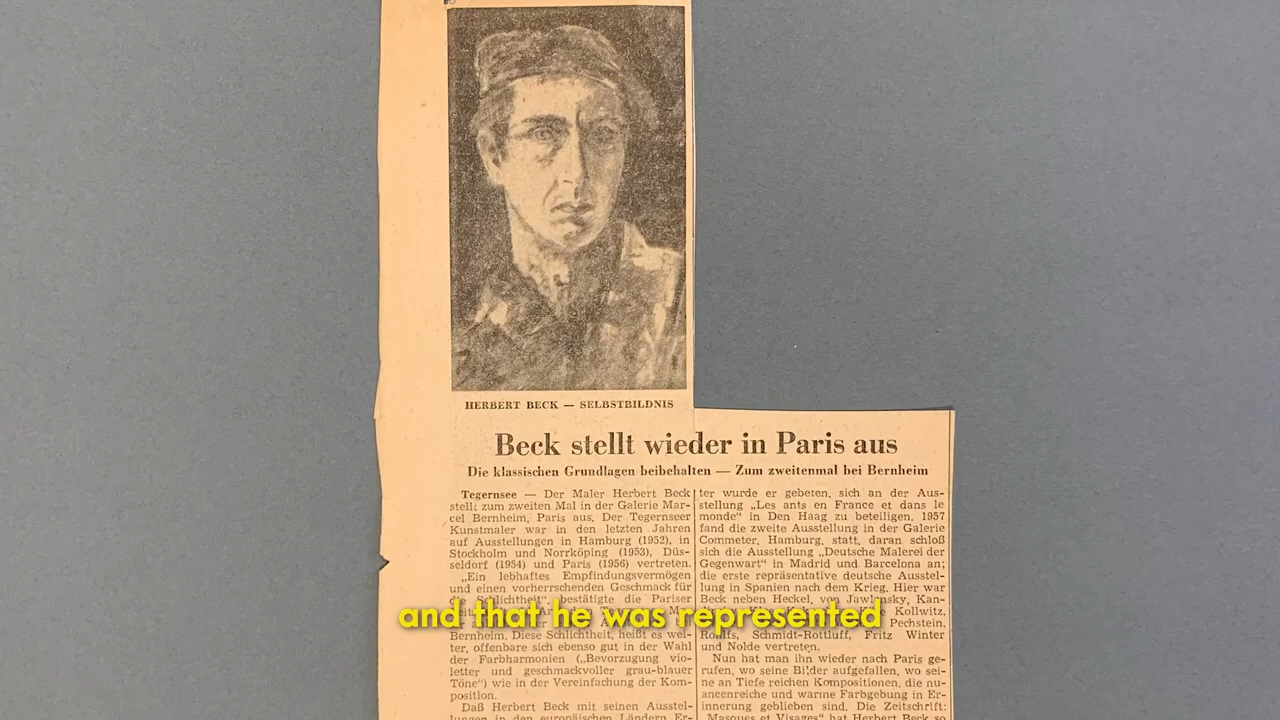 HERBERT BECK — SELBSTBILDNIS
Beck stellt wieder in Paris aus
Die klassischen Grundlagen beibehalten — Zum zweitenmal bei Bernheim
Tegernsee — Der Maler Herbert Beck
stellt zum zweiten Mal in der Galerie Mar-
cel Bernheim, Paris aus. Der Tegernseer
Kunstmaler war in den letzten Jahren
auf Ausstellungen in Hamburg (1952), in
Stockholm und Norrköping (1953), Düs-
seldorf (1954) und Paris (1956) vertreten.
„Ein lebhaftes Empfindungsvermögen
und einen vorherrschenden Geschmack für
die Schlichtheit“ bestätigte die Pariser
Bernheim. Diese Schlichtheit, heißt es wei-
ter, offenbare sich ebenso gut in der Wahl
der Farbharmonien („Bevorzugung vio-
letter und geschmackvoller grau-blauer
Töne“) wie in der Vereinfachung der Kom-
position.
Daß Herbert Beck mit seinen Ausstel-
lungen in den europäischen Ländern Er-
ter wurde er gebeten, sich an der Aus-
stellung „Les ants en France et dans le
monde“ in Den Haag zu beteiligen. 1957
fand die zweite Ausstellung in der Galerie
Commeter, Hamburg, statt, daran schloß
sich die Ausstellung „Deutsche Malerei der
Gegenwart“ in Madrid und Barcelona an;
die erste repräsentative deutsche Ausstel-
lung in Spanien nach dem Krieg. Hier war
Beck neben Heckel, von Jawlensky, Kan-
Kollwitz,
Pechstein,
Rohlfs, Schmidt-Rottluff, Fritz Winter
und Nolde vertreten.
Nun hat man ihn wieder nach Paris ge-
rufen, wo seine Bilder aufgefallen, wo sei-
ne an Tiefe reichen Kompositionen, die nu-
ancenreiche und warme Farbgebung in Er-
innerung geblieben sind. Die Zeitschrift:
„Masques et Visages“ hat Herbert Beck so
and that he was represented